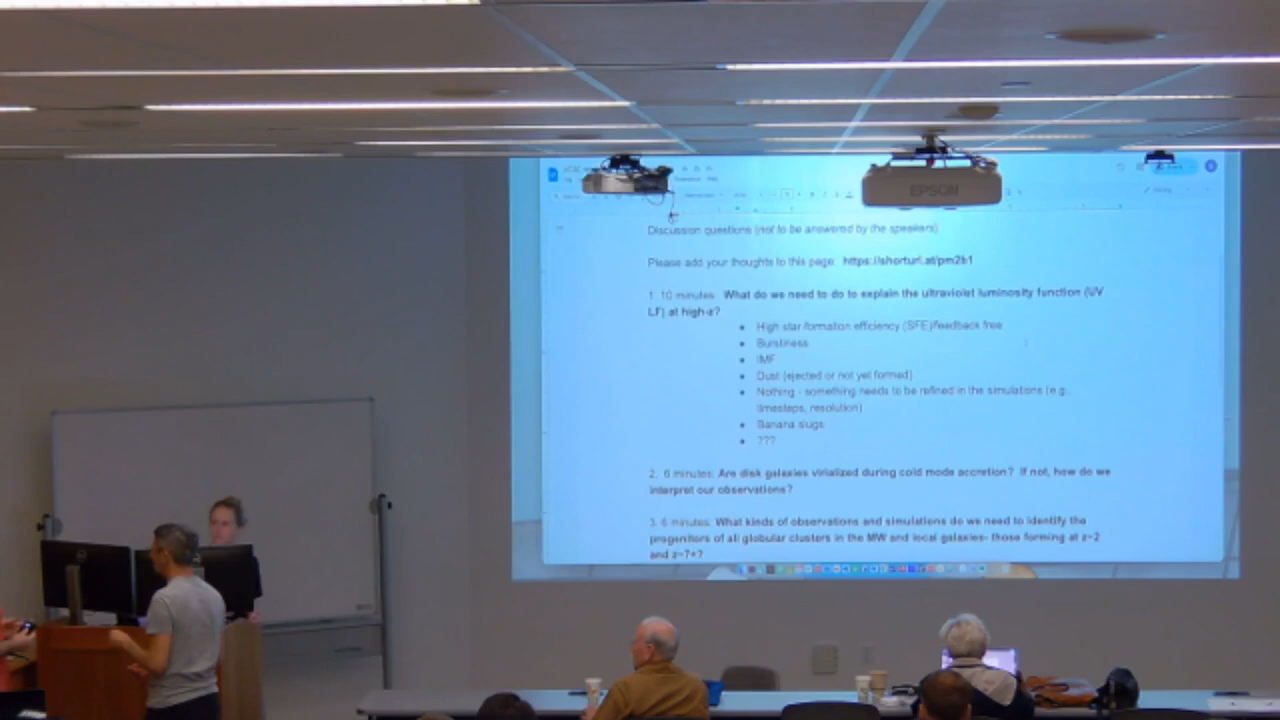 EPSON
Discussion questions (not to be answered by the speakers)
Please add your thoughts to this page: https://shorturl.at/pm2b1
1. 10 minutes: What do we need to do to explain the ultraviolet luminosity function (UV
LF) at high-z?
• High star formation efficiency (SFE)/feedback free
• Burstiness
• IMF
• Dust (ejected or not yet formed)
• Nothing - something needs to be refined in the simulations (e.g.,
timesteps, resolution)
• Banana slugs
• ???
2. 6 minutes: Are disk galaxies virialized during cold mode accretion? If not, how do we
interpret our observations?
3. 6 minutes: What kinds of observations and simulations do we need to identify the
progenitors of all globular clusters in the MW and local galaxies- those forming at z~2
and z~7+?